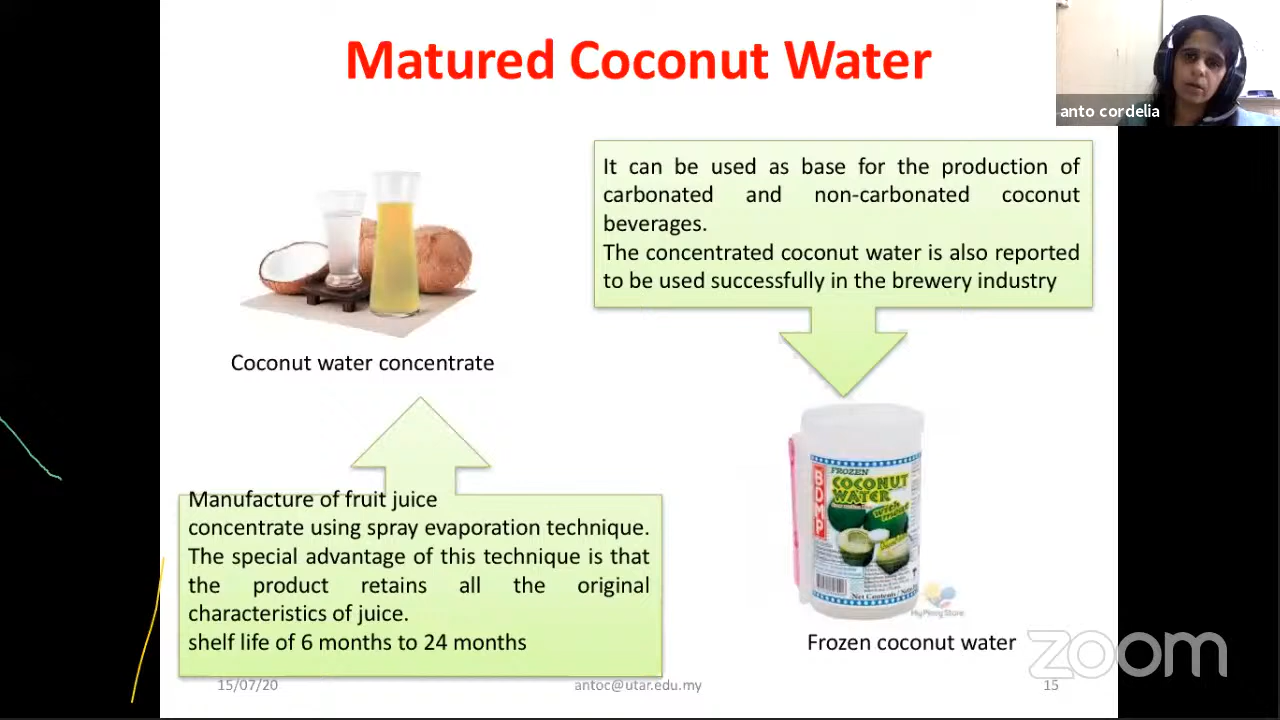 Matured Coconut Water
anto cordelia
It can be used as base for the production of
carbonated and non-carbonated coconut
beverages.
The concentrated coconut water is also reported
to be used successfully in the brewery industry
Coconut water concentrate
Manufacture of fruit juice
concentrate using spray evaporation technique.
The special advantage of this technique is that
the product retains all the original
characteristics of juice.
shelf life of 6 months to 24 months
BDMP
FROZEN
COCONUT
WATER
Frozen coconut water
zoom
15/07/20
antoc@utar.edu.my
15